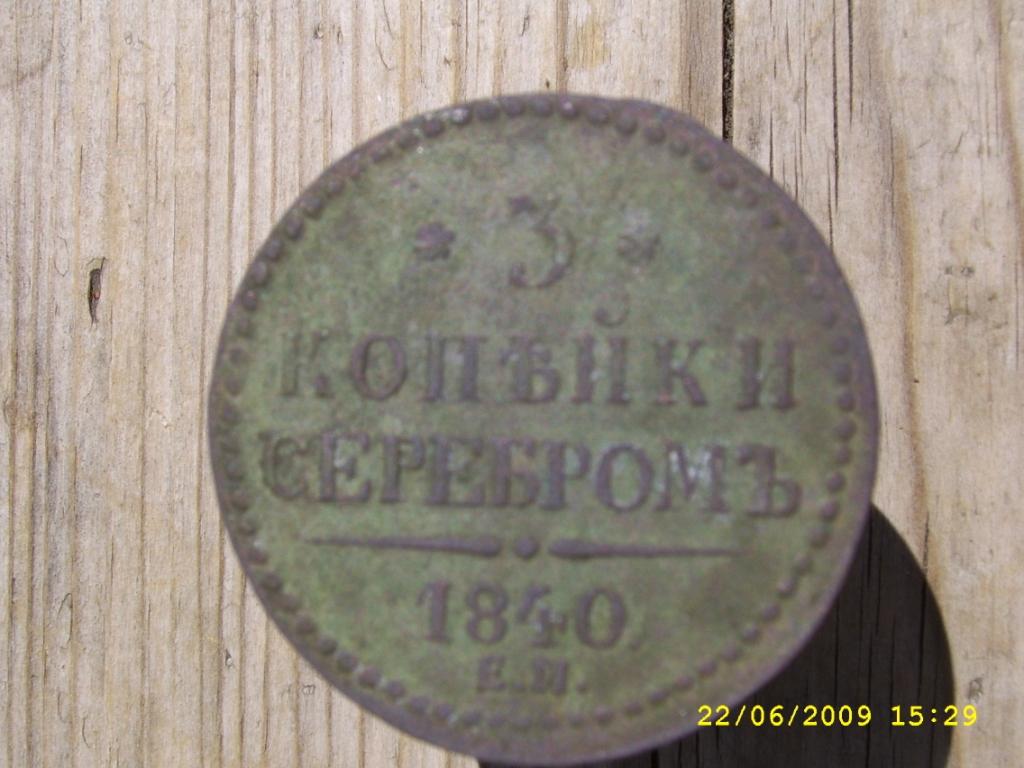 * 3 *
КОПѢЙКИ
СЕРЕБРОМЪ
1840.
Е.М.
22/06/2009 15:29